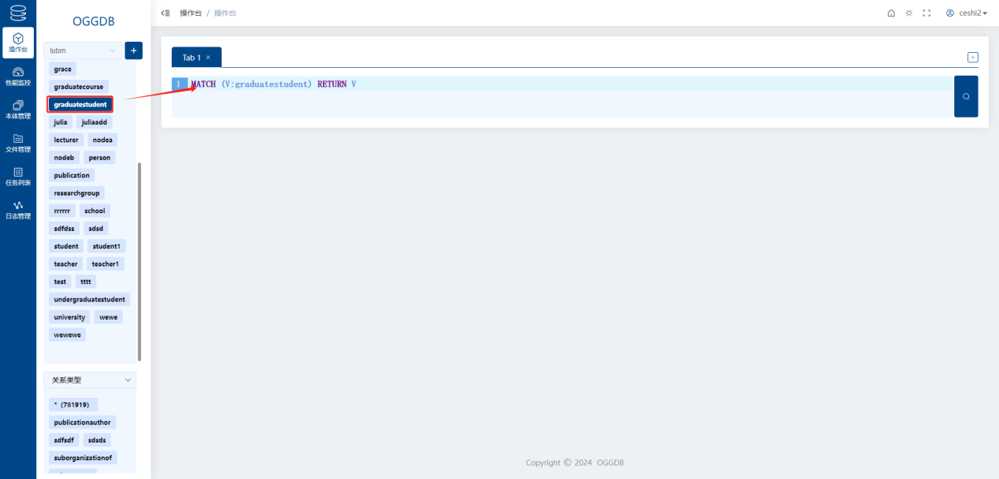 OGGDB
操作台 / 操作台
ceshi2
操作台
性能监控
本体管理
文件管理
任务列表
日志管理
lubm
+
grace
graduatecourse
graduatestudent
julia juliaadd
lecturer nodea
nodeb person
publication
researchgroup
rrrrrr school
sdfdss sdsd
student student1
teacher teacher1
test tttt
undergraduatestudent
university wewe
wewewe
关系类型
* (781919)
publicationauthor
sdfsdf sdsds
suborganizationof
Tab 1 ×
1 MATCH (V:graduatestudent) RETURN V
Copyright © 2024 OGGDB